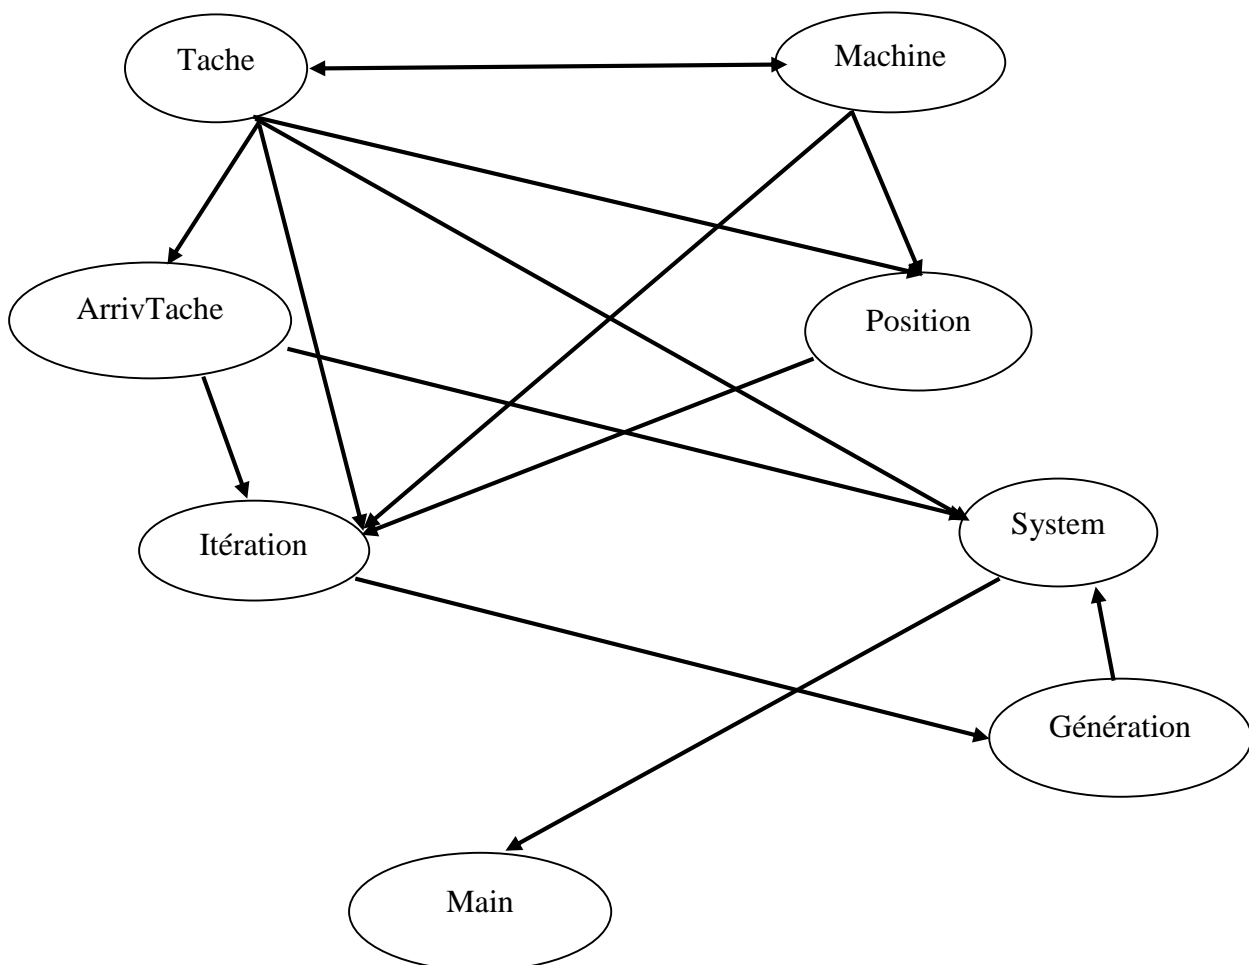 Tache
Machine
ArrivTache
Position
Itération
System
Génération
Main